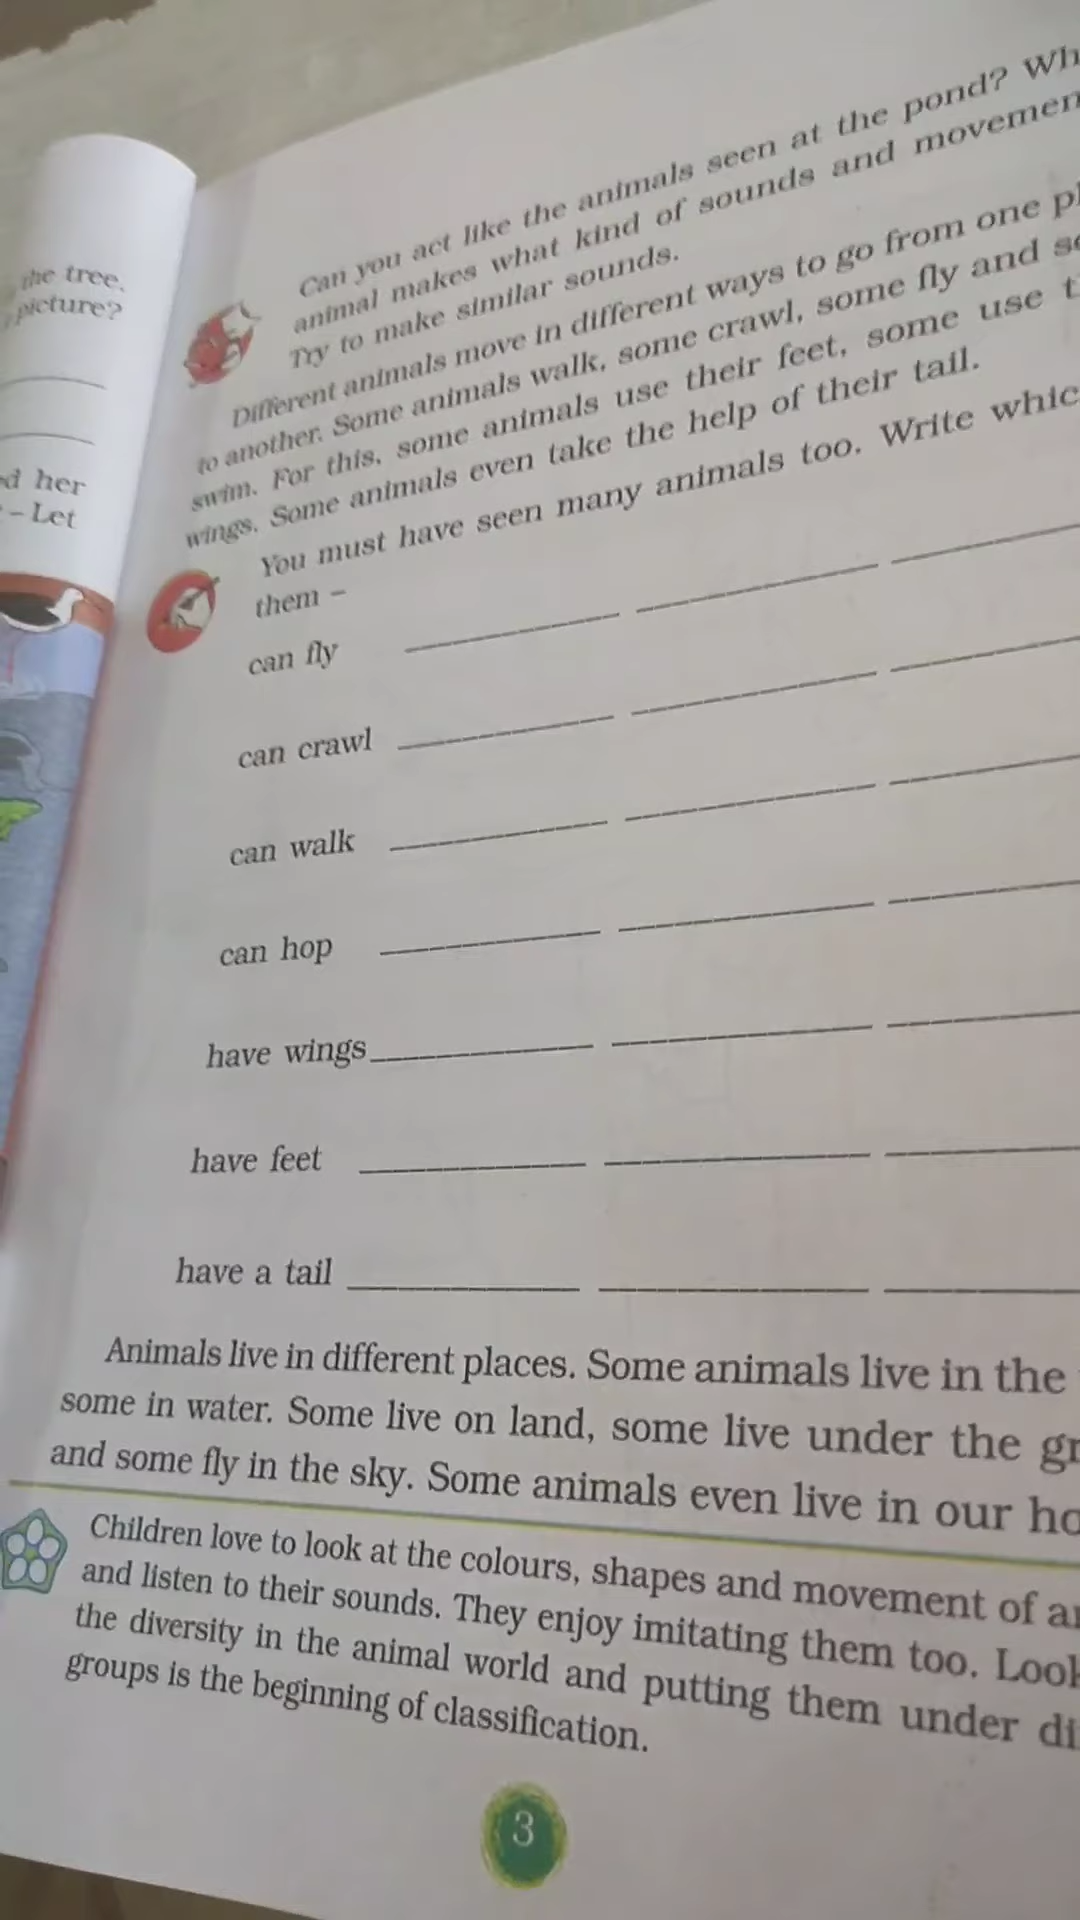 the tree.
picture?
d her
– Let
Can you act like the animals seen at the pond? Wh
animal makes what kind of sounds and movemen
Try to make similar sounds.
Different animals move in different ways to go from one pl
to another. Some animals walk, some crawl, some fly and so
swim. For this, some animals use their feet, some use t
wings. Some animals even take the help of their tail.
You must have seen many animals too. Write whic
them –
can fly
can crawl
can walk
can hop
have wings
have feet
have a tail
Animals live in different places. Some animals live in the
some in water. Some live on land, some live under the gr
and some fly in the sky. Some animals even live in our ho
Children love to look at the colours, shapes and movement of an
and listen to their sounds. They enjoy imitating them too. Look
the diversity in the animal world and putting them under di
groups is the beginning of classification.
3